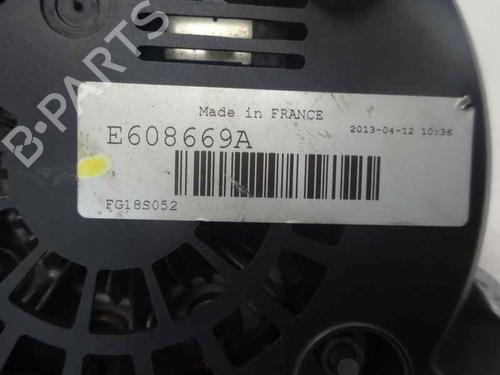 B-PARTS
Made in FRANCE
E608669A
2013-04-12 10:36
FG18S052